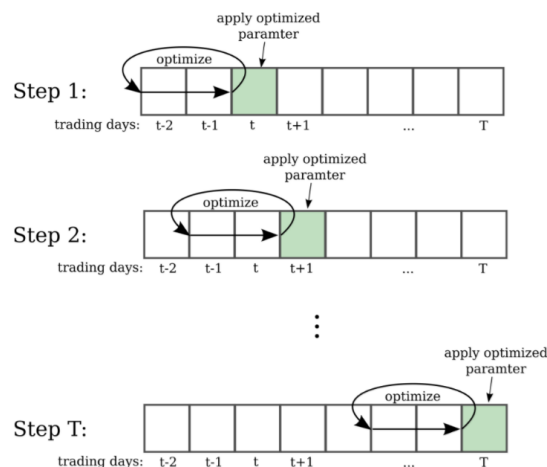 apply optimized
paramter
optimize
Step 1:
trading days: t-2 t-1 t t+1 ... T
apply optimized
paramter
optimize
Step 2:
trading days: t-2 t-1 t t+1 ... T
apply optimized
paramter
optimize
Step T:
trading days: t-2 t-1 t t+1 ... T